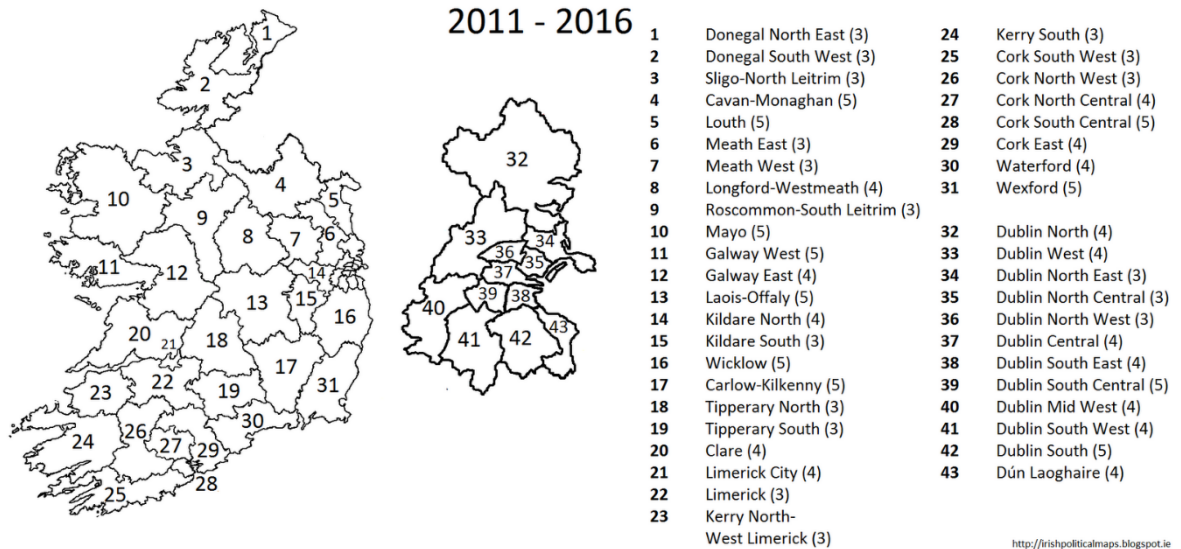 2011 - 2016
1 Donegal North East (3)
2 Donegal South West (3)
3 Sligo-North Leitrim (3)
4 Cavan-Monaghan (5)
5 Louth (5)
6 Meath East (3)
7 Meath West (3)
8 Longford-Westmeath (4)
9 Roscommon-South Leitrim (3)
10 Mayo (5)
11 Galway West (5)
12 Galway East (4)
13 Laois-Offaly (5)
14 Kildare North (4)
15 Kildare South (3)
16 Wicklow (5)
17 Carlow-Kilkenny (5)
18 Tipperary North (3)
19 Tipperary South (3)
20 Clare (4)
21 Limerick City (4)
22 Limerick (3)
23 Kerry North-
West Limerick (3)
24 Kerry South (3)
25 Cork South West (3)
26 Cork North West (3)
27 Cork North Central (4)
28 Cork South Central (5)
29 Cork East (4)
30 Waterford (4)
31 Wexford (5)
32 Dublin North (4)
33 Dublin West (4)
34 Dublin North East (3)
35 Dublin North Central (3)
36 Dublin North West (3)
37 Dublin Central (4)
38 Dublin South East (4)
39 Dublin South Central (5)
40 Dublin Mid West (4)
41 Dublin South West (4)
42 Dublin South (5)
43 Dún Laoghaire (4)
1
2
3
4
5
10
9
8
7
6
11
12
14
13
15
16
20
21
18
17
31
22
19
23
30
26
24
27
29
28
25
32
33
34
36
35
37
39
38
40
43
41
42
http://irishpoliticalmaps.blogspot.ie